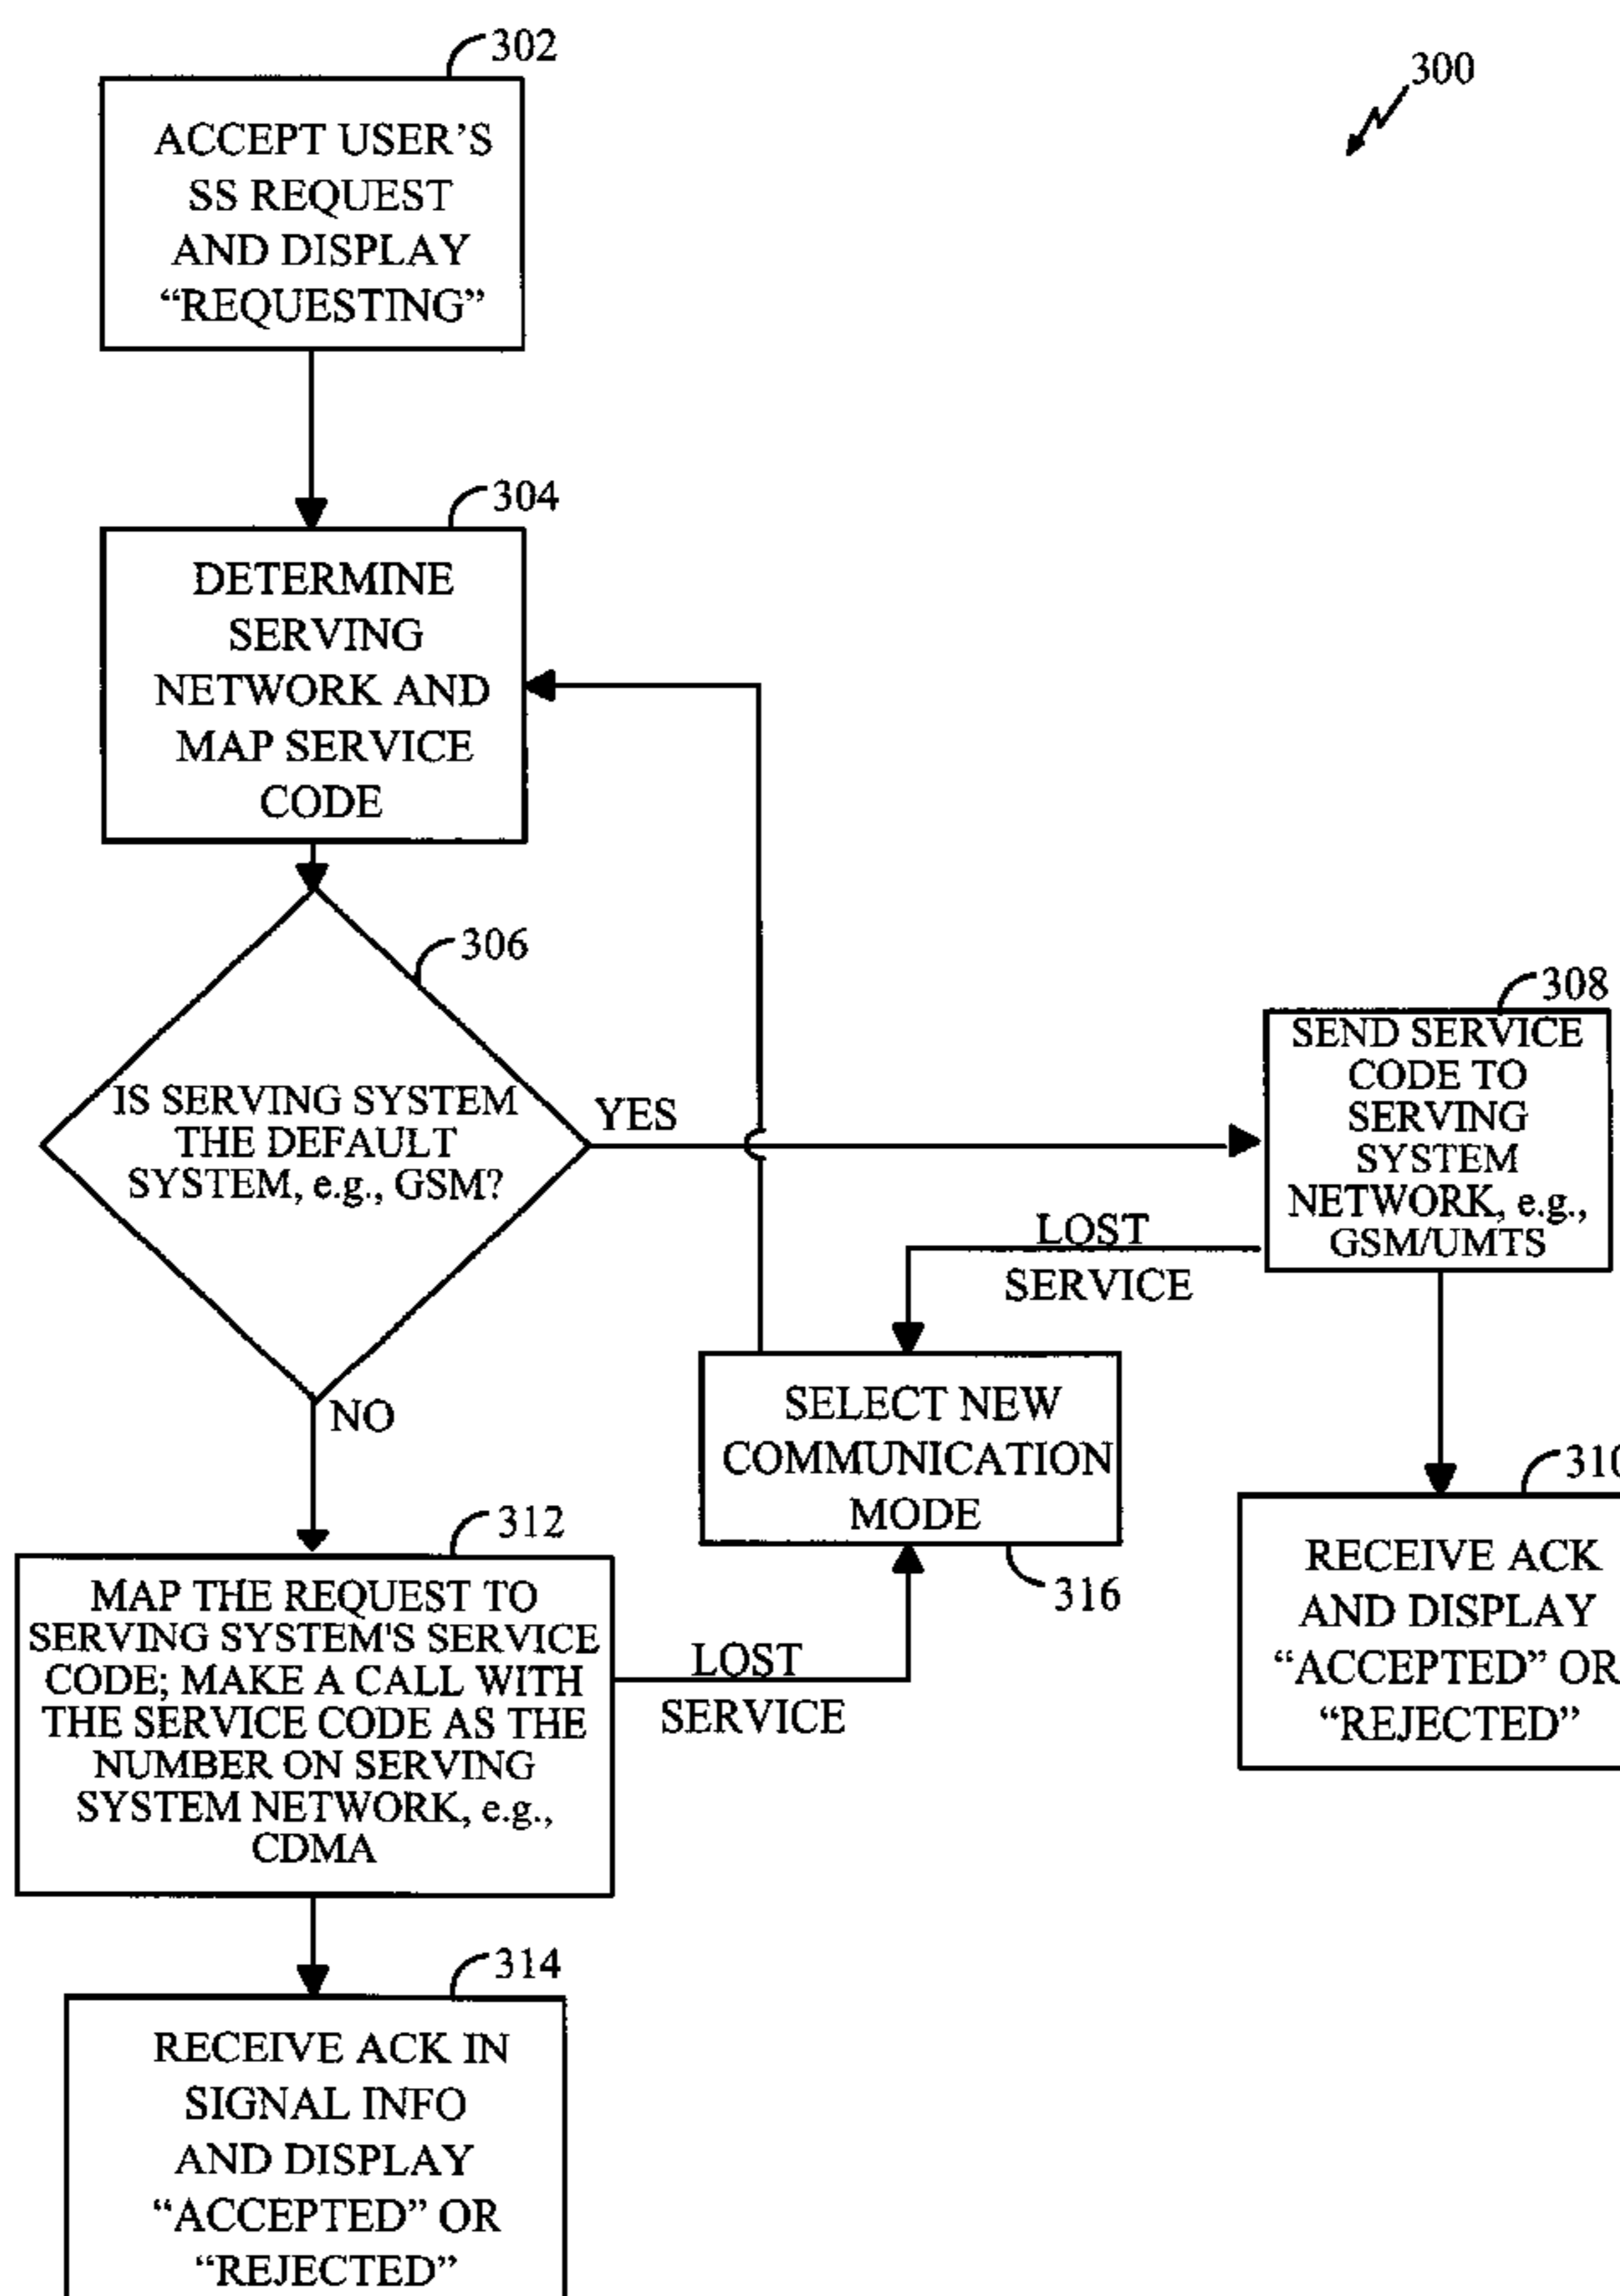 302
300
ACCEPT USER'S
SS REQUEST
AND DISPLAY
“REQUESTING”
304
DETERMINE
SERVING
NETWORK AND
MAP SERVICE
CODE
306
IS SERVING SYSTEM
THE DEFAULT
SYSTEM, e.g., GSM?
YES
NO
308
SEND SERVICE
CODE TO
SERVING
SYSTEM
NETWORK, e.g.,
GSM/UMTS
LOST
SERVICE
SELECT NEW
COMMUNICATION
MODE
316
310
RECEIVE ACK
AND DISPLAY
“ACCEPTED” OR
“REJECTED”
312
MAP THE REQUEST TO
SERVING SYSTEM'S SERVICE
CODE; MAKE A CALL WITH
THE SERVICE CODE AS THE
NUMBER ON SERVING
SYSTEM NETWORK, e.g.,
CDMA
LOST
SERVICE
314
RECEIVE ACK IN
SIGNAL INFO
AND DISPLAY
“ACCEPTED” OR
“REJECTED”